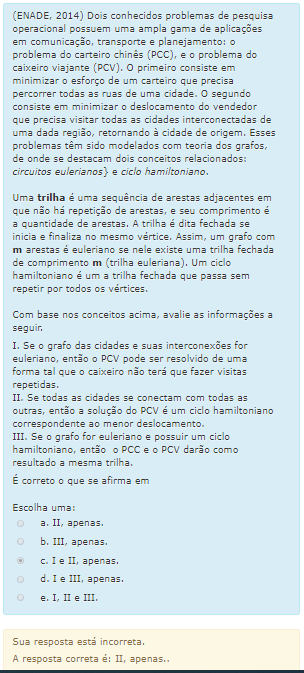 (ENADE, 2014) Dois conhecidos problemas de pesquisa
operacional possuem uma ampla gama de aplicações
em comunicação, transporte e planejamento: o
problema do carteiro chinês (PCC), e o problema do
caixeiro viajante (PCV). O primeiro consiste em
minimizar o esforço de um carteiro que precisa
percorrer todas as ruas de uma cidade. O segundo
consiste em minimizar o deslocamento do vendedor
que precisa visitar todas as cidades interconectadas de
uma dada região, retornando à cidade de origem. Esses
problemas têm sido modelados com teoria dos grafos,
de onde se destacam dois conceitos relacionados:
circuitos eulerianos} e ciclo hamiltoniano.
Uma trilha é uma sequência de arestas adjacentes em
que não há repetição de arestas, e seu comprimento é
a quantidade de arestas. A trilha é dita fechada se
inicia e finaliza no mesmo vértice. Assim, um grafo com
m arestas é euleriano se nele existe uma trilha fechada
de comprimento m (trilha euleriana). Um ciclo
hamiltoniano é um a trilha fechada que passa sem
repetir por todos os vértices.
Com base nos conceitos acima, avalie as informações a
seguir.
I. Se o grafo das cidades e suas interconexões for
euleriano, então o PCV pode ser resolvido de uma
forma tal que o caixeiro não terá que fazer visitas
repetidas.
II. Se todas as cidades se conectam com todas as
outras, então a solução do PCV é um ciclo hamiltoniano
correspondente ao menor deslocamento.
III. Se o grafo for euleriano e possuir um ciclo
hamiltoniano, então o PCC e o PCV darão como
resultado a mesma trilha.
É correto o que se afirma em
Escolha uma:
a. II, apenas.
b. III, apenas.
c. I e II, apenas.
d. I e III, apenas.
e. I, II e III.
Sua resposta está incorreta.
A resposta correta é: II, apenas..